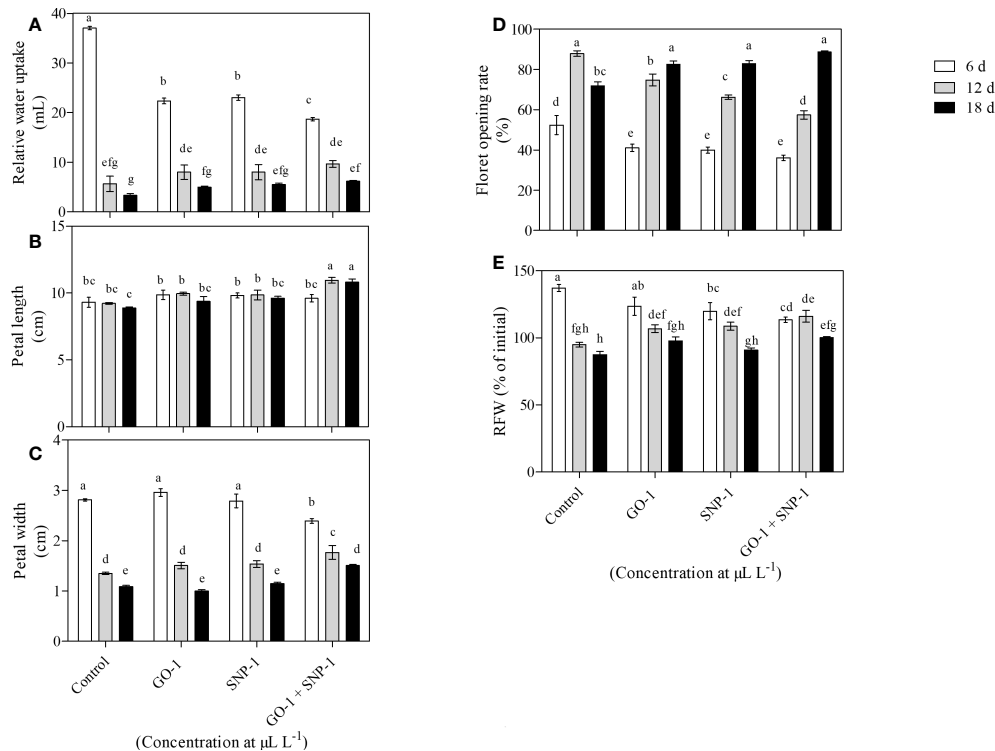 A
Relative water uptake
(mL)
40
30
20
10
0
a
efg
g
b
de
fg
b
de
efg
c
de
ef
B
Petal length
(cm)
15
10
5
0
bc
bc
c
b
b
bc
b
b
bc
bc
a
a
C
Petal width
(cm)
4
3
2
1
0
a
d
e
a
d
e
a
d
e
b
c
d
Control
GO-1
SNP-1
GO-1 + SNP-1
(Concentration at μL L-1)
D
Floret opening rate
(%)
100
80
60
40
20
0
d
a
bc
e
b
a
e
c
a
e
d
a
6 d
12 d
18 d
E
RFW (% of initial)
150
100
50
0
a
fgh
h
ab
def
fgh
bc
def
gh
cd
de
efg
Control
GO-1
SNP-1
GO-1 + SNP-1
(Concentration at μL L-1)